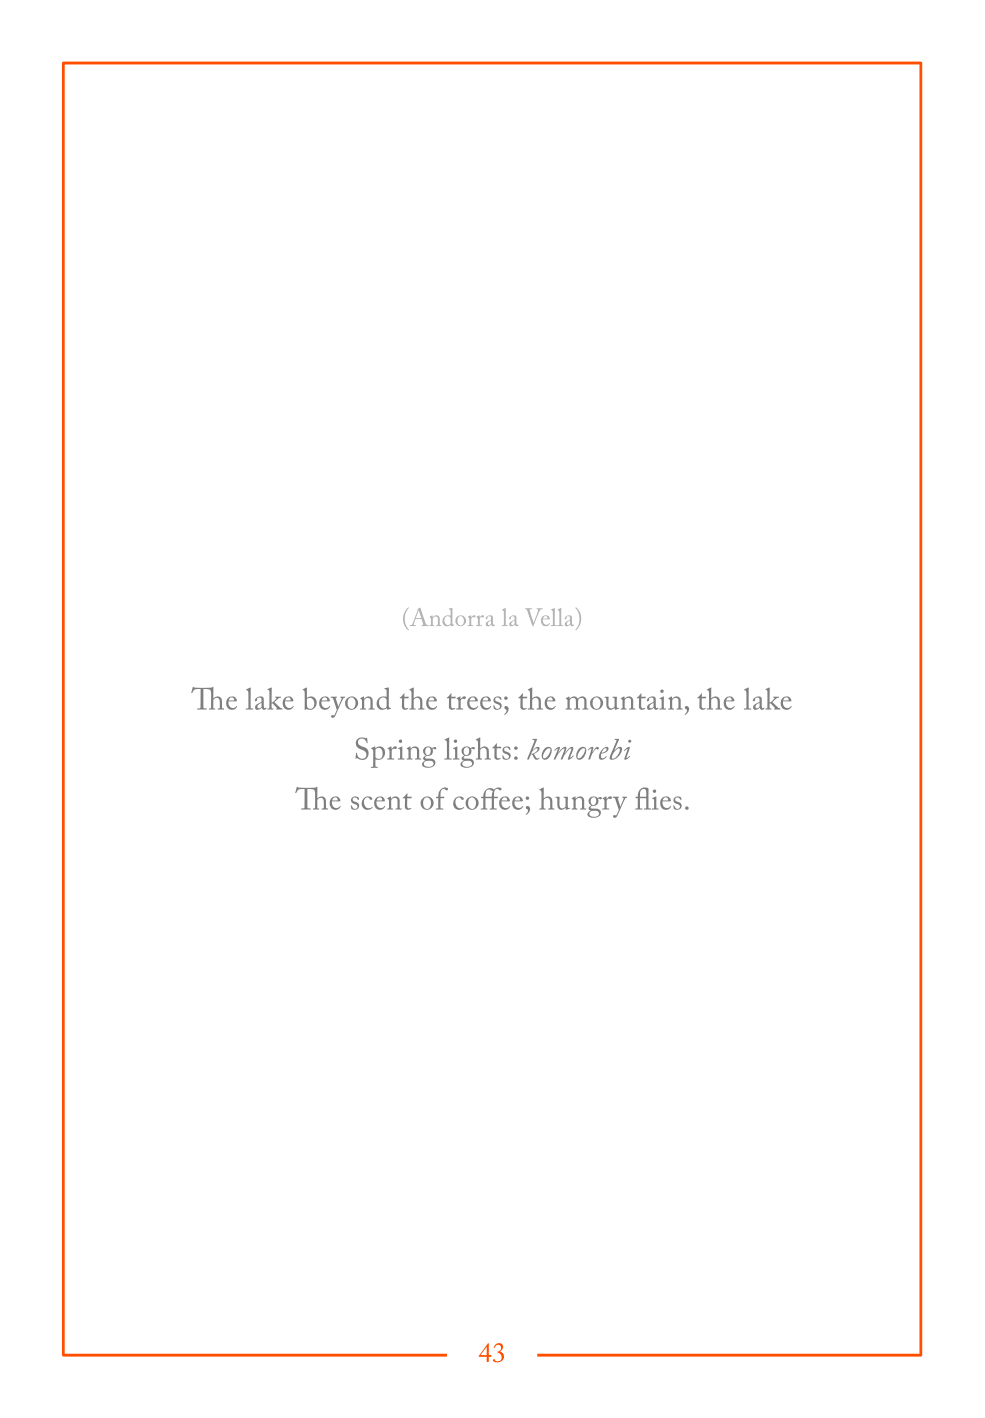 (Andorra la Vella)
The lake beyond the trees; the mountain, the lake
Spring lights: komorebi
The scent of coffee; hungry flies.
43